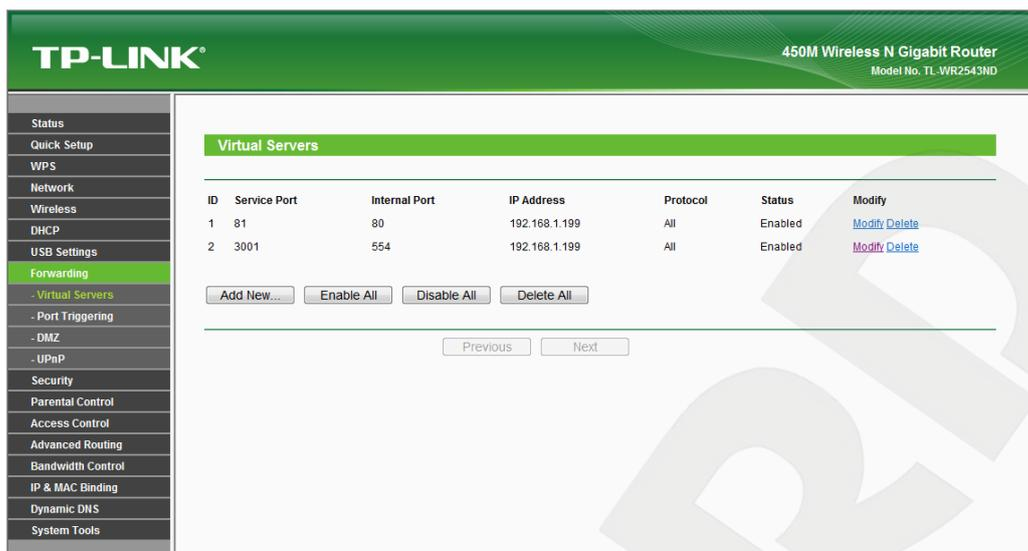 TP-LINK®
450M Wireless N Gigabit Router
Model No. TL-WR2543ND
Status
Quick Setup
WPS
Network
Wireless
DHCP
USB Settings
Forwarding
- Virtual Servers
- Port Triggering
- DMZ
- UPnP
Security
Parental Control
Access Control
Advanced Routing
Bandwidth Control
IP & MAC Binding
Dynamic DNS
System Tools
Virtual Servers
ID Service Port Internal Port IP Address Protocol Status Modify
1 81 80 192.168.1.199 All Enabled Modify Delete
2 3001 554 192.168.1.199 All Enabled Modify Delete
Add New... Enable All Disable All Delete All
Previous Next